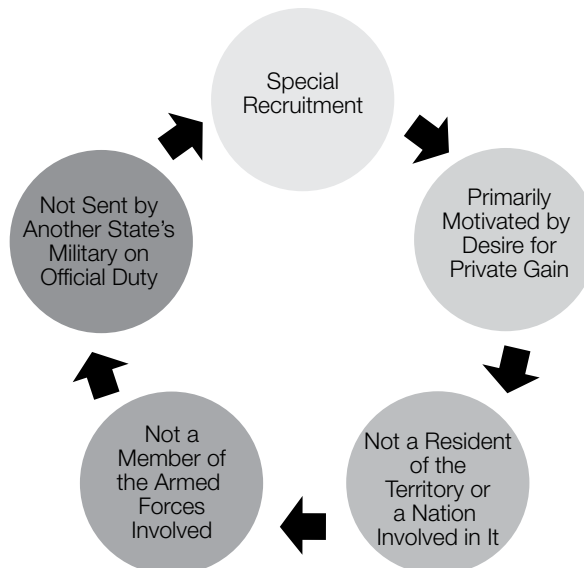 Special
Recruitment
Primarily
Motivated by
Desire for
Private Gain
Not a Resident
of the
Territory or
a Nation
Involved in It
Not a
Member of
the Armed
Forces
Involved
Not Sent by
Another State’s
Military on
Official Duty